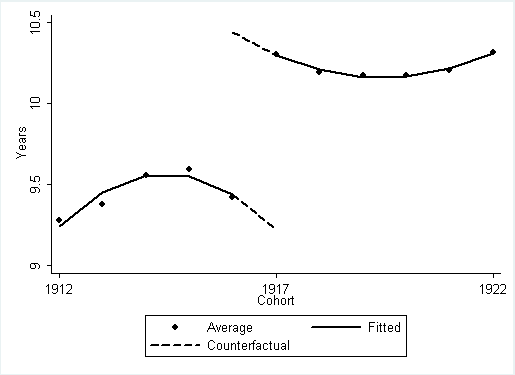 10.5
10
9.5
9
Years
1912
1917
1922
Cohort
Average
Fitted
Counterfactual